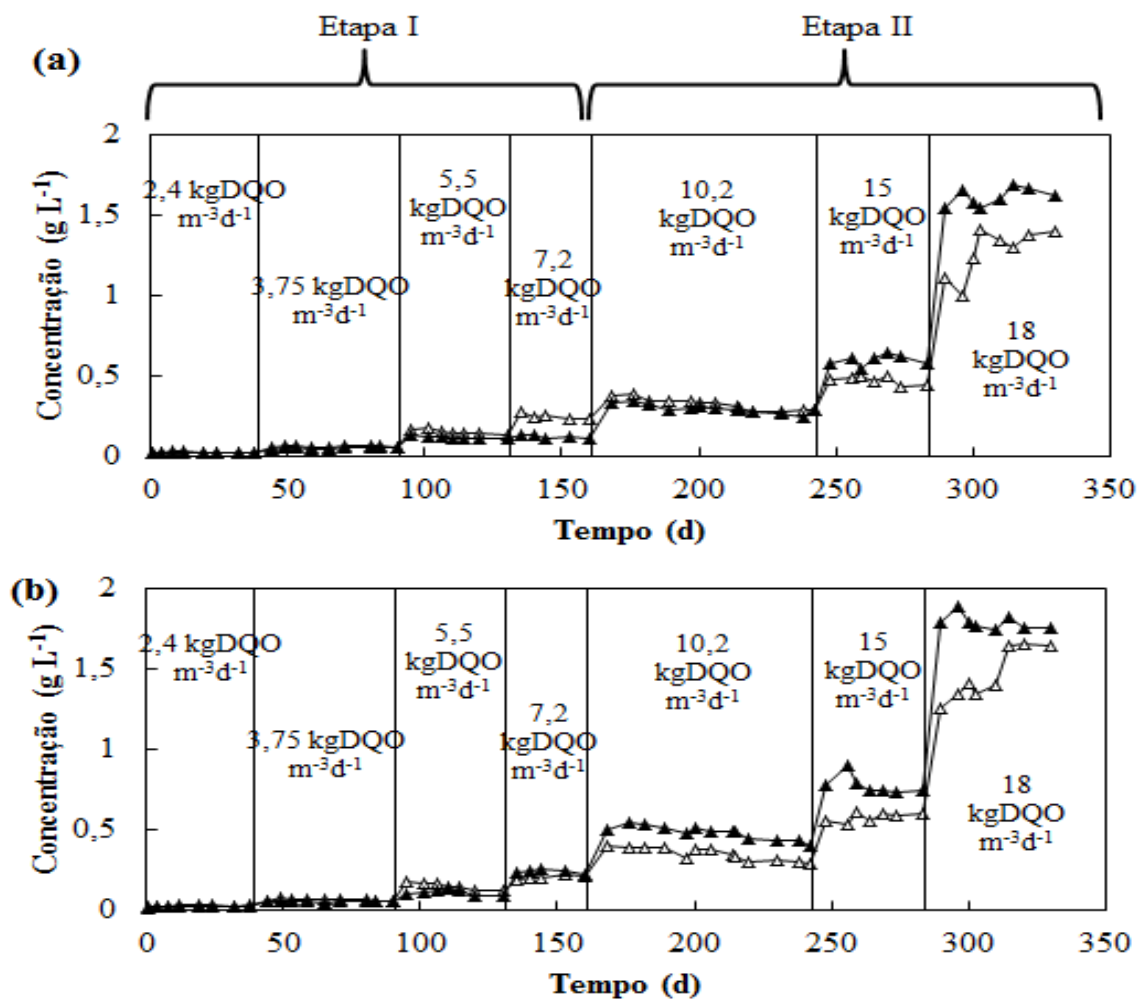 Etapa I
Etapa II
(a)
Concentração (g L-1)
2
1,5
1
0,5
0
2,4 kgDQO
m-3d-1
3,75 kgDQO
m-3d-1
5,5
kgDQO
m-3d-1
7,2
kgDQO
m-3d-1
10,2
kgDQO
m-3d-1
15
kgDQO
m-3d-1
18
kgDQO
m-3d-1
0 50 100 150 200 250 300 350
Tempo (d)
(b)
Concentração (g L-1)
2
1,5
1
0,5
0
2,4 kgDQO
m-3d-1
3,75 kgDQO
m-3d-1
5,5
kgDQO
m-3d-1
7,2
kgDQO
m-3d-1
10,2
kgDQO
m-3d-1
15
kgDQO
m-3d-1
18
kgDQO
m-3d-1
0 50 100 150 200 250 300 350
Tempo (d)